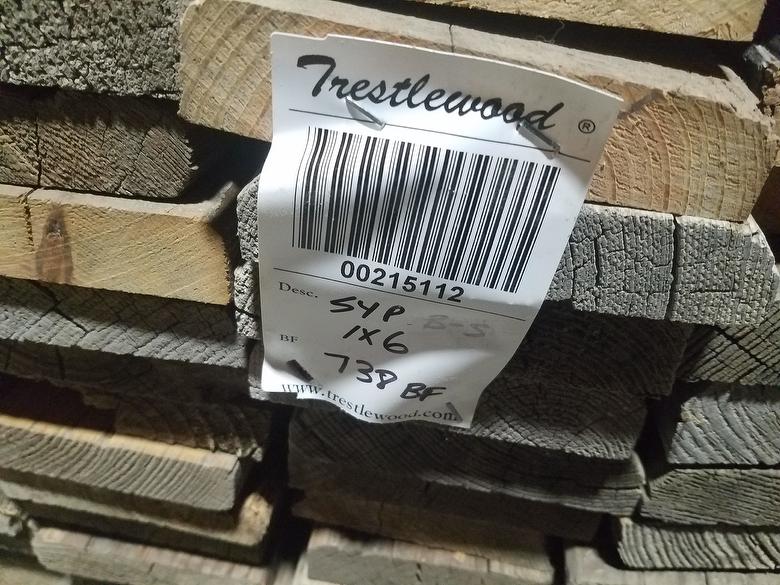 Trestlewood ®
00215112
Desc. SYP B-S
1X6
BF 738 BF
www.trestlewood.com